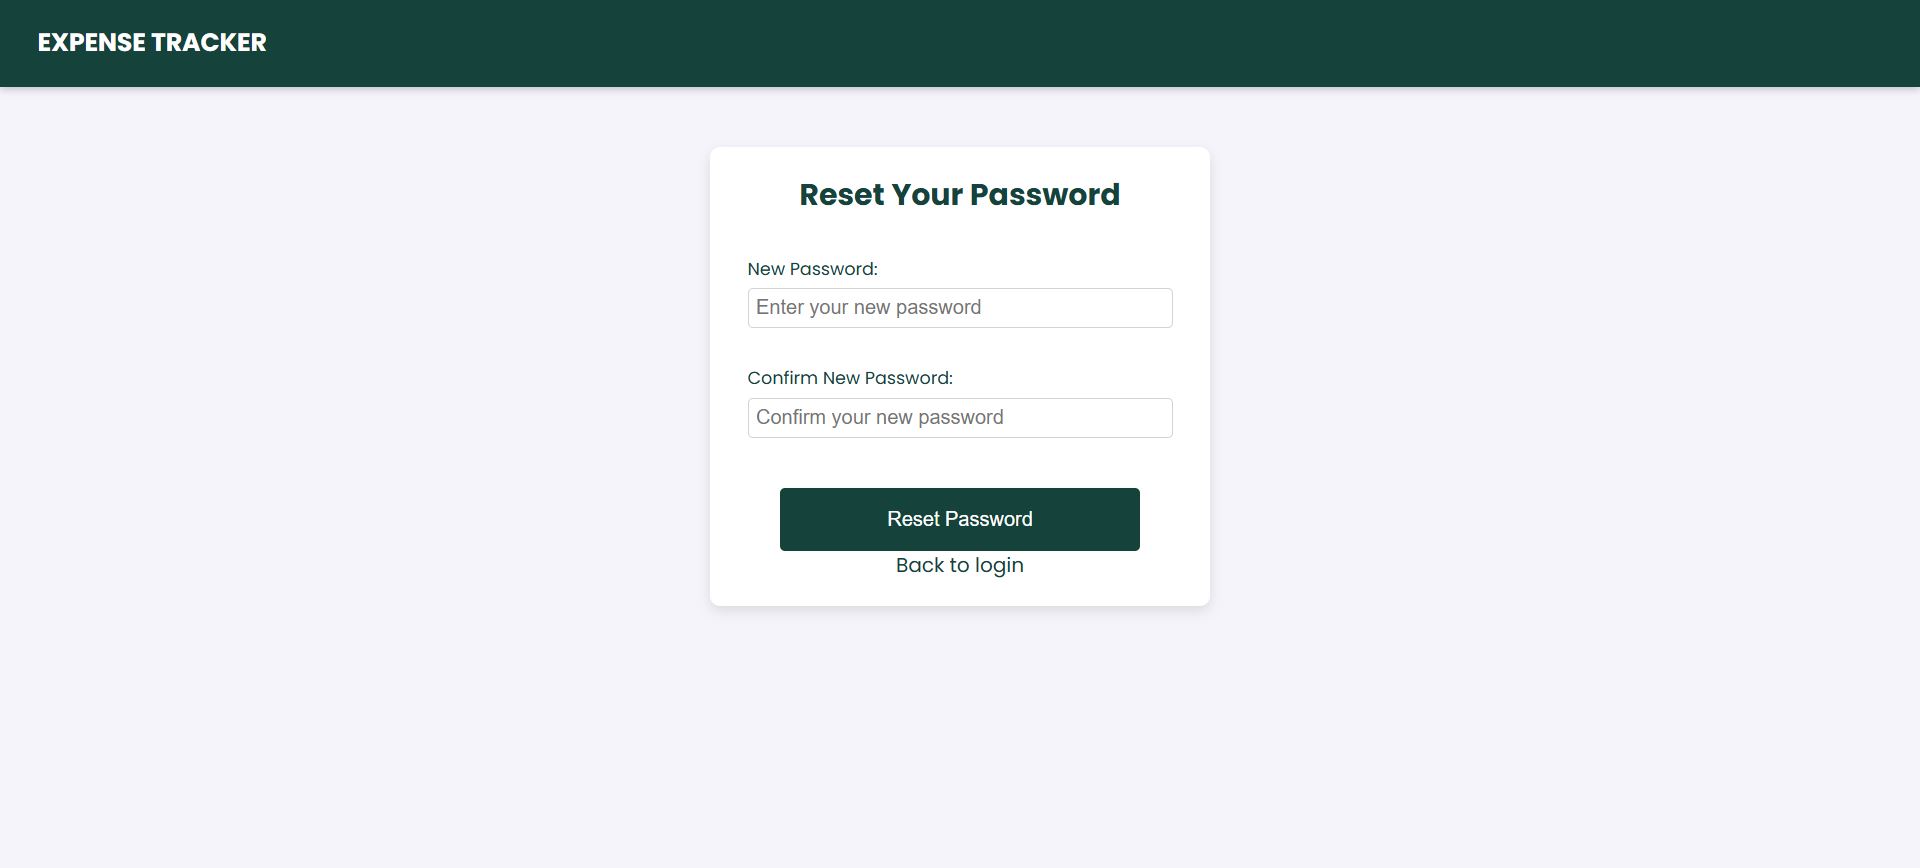 EXPENSE TRACKER
Reset Your Password
New Password:
Enter your new password
Confirm New Password:
Confirm your new password
Reset Password
Back to login